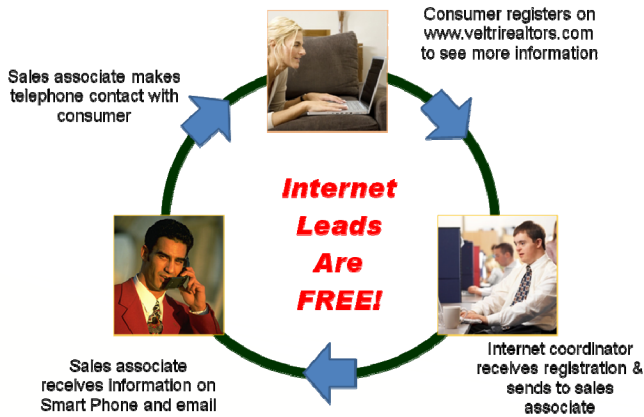 Consumer registers on
www.veltrirealtors.com
to see more information
Sales associate makes
telephone contact with
consumer
Internet
Leads
Are
FREE!
Sales associate
receives information on
Smart Phone and email
Internet coordinator
receives registration &
sends to sales
associate